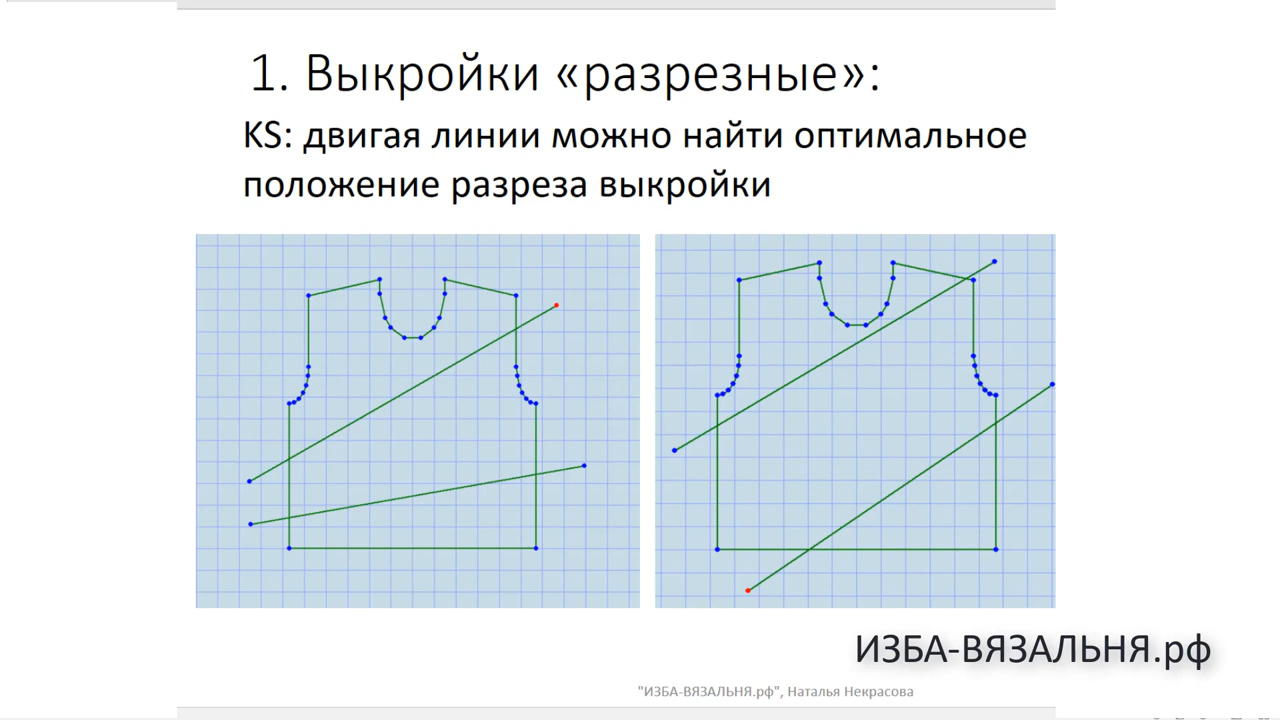 1. Выкройки «разрезные»:
KS: двигая линии можно найти оптимальное
положение разреза выкройки
ИЗБА-ВЯЗАЛЬНЯ.рф
"ИЗБА-ВЯЗАЛЬНЯ.рф", Наталья Некрасова